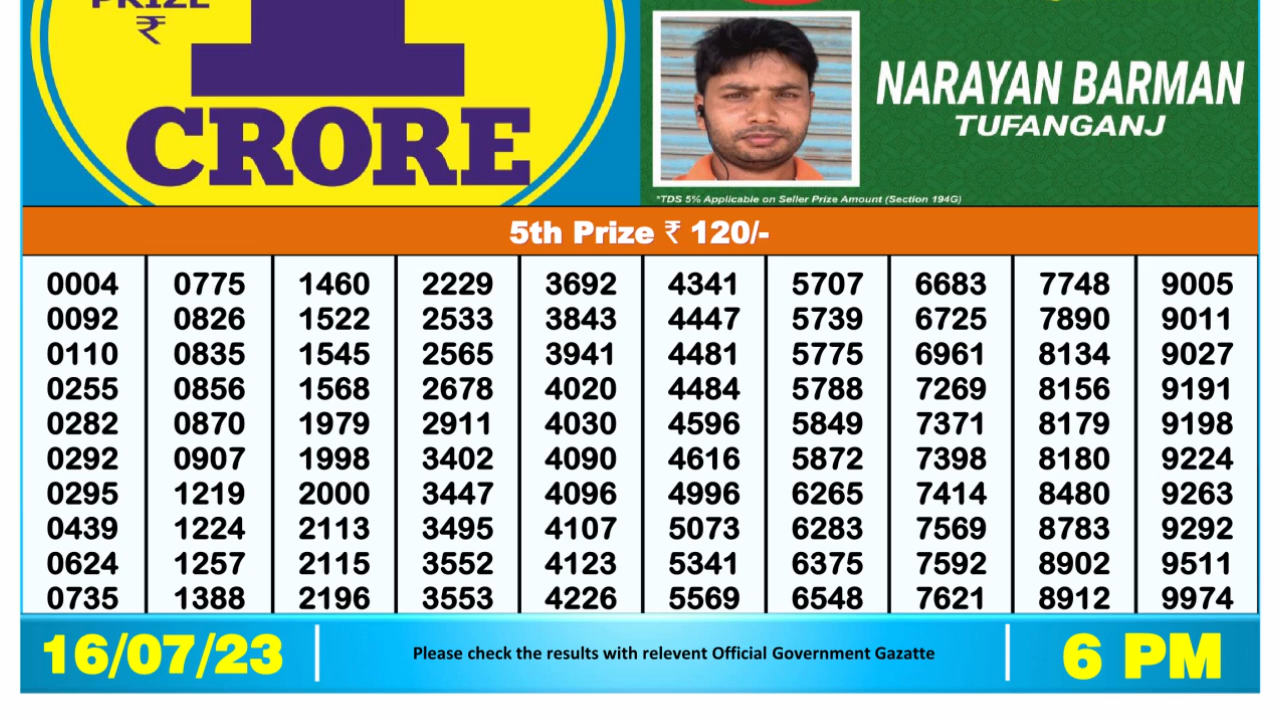 PRIZE
₹
1
CRORE
NARAYAN BARMAN
TUFANGANJ
*TDS 5% Applicable on Seller Prize Amount (Section 194G)
5th Prize ₹ 120/-
0004 0775 1460 2229 3692 4341 5707 6683 7748 9005
0092 0826 1522 2533 3843 4447 5739 6725 7890 9011
0110 0835 1545 2565 3941 4481 5775 6961 8134 9027
0255 0856 1568 2678 4020 4484 5788 7269 8156 9191
0282 0870 1979 2911 4030 4596 5849 7371 8179 9198
0292 0907 1998 3402 4090 4616 5872 7398 8180 9224
0295 1219 2000 3447 4096 4996 6265 7414 8480 9263
0439 1224 2113 3495 4107 5073 6283 7569 8783 9292
0624 1257 2115 3552 4123 5341 6375 7592 8902 9511
0735 1388 2196 3553 4226 5569 6548 7621 8912 9974
16/07/23
Please check the results with relevent Official Government Gazatte
6 PM